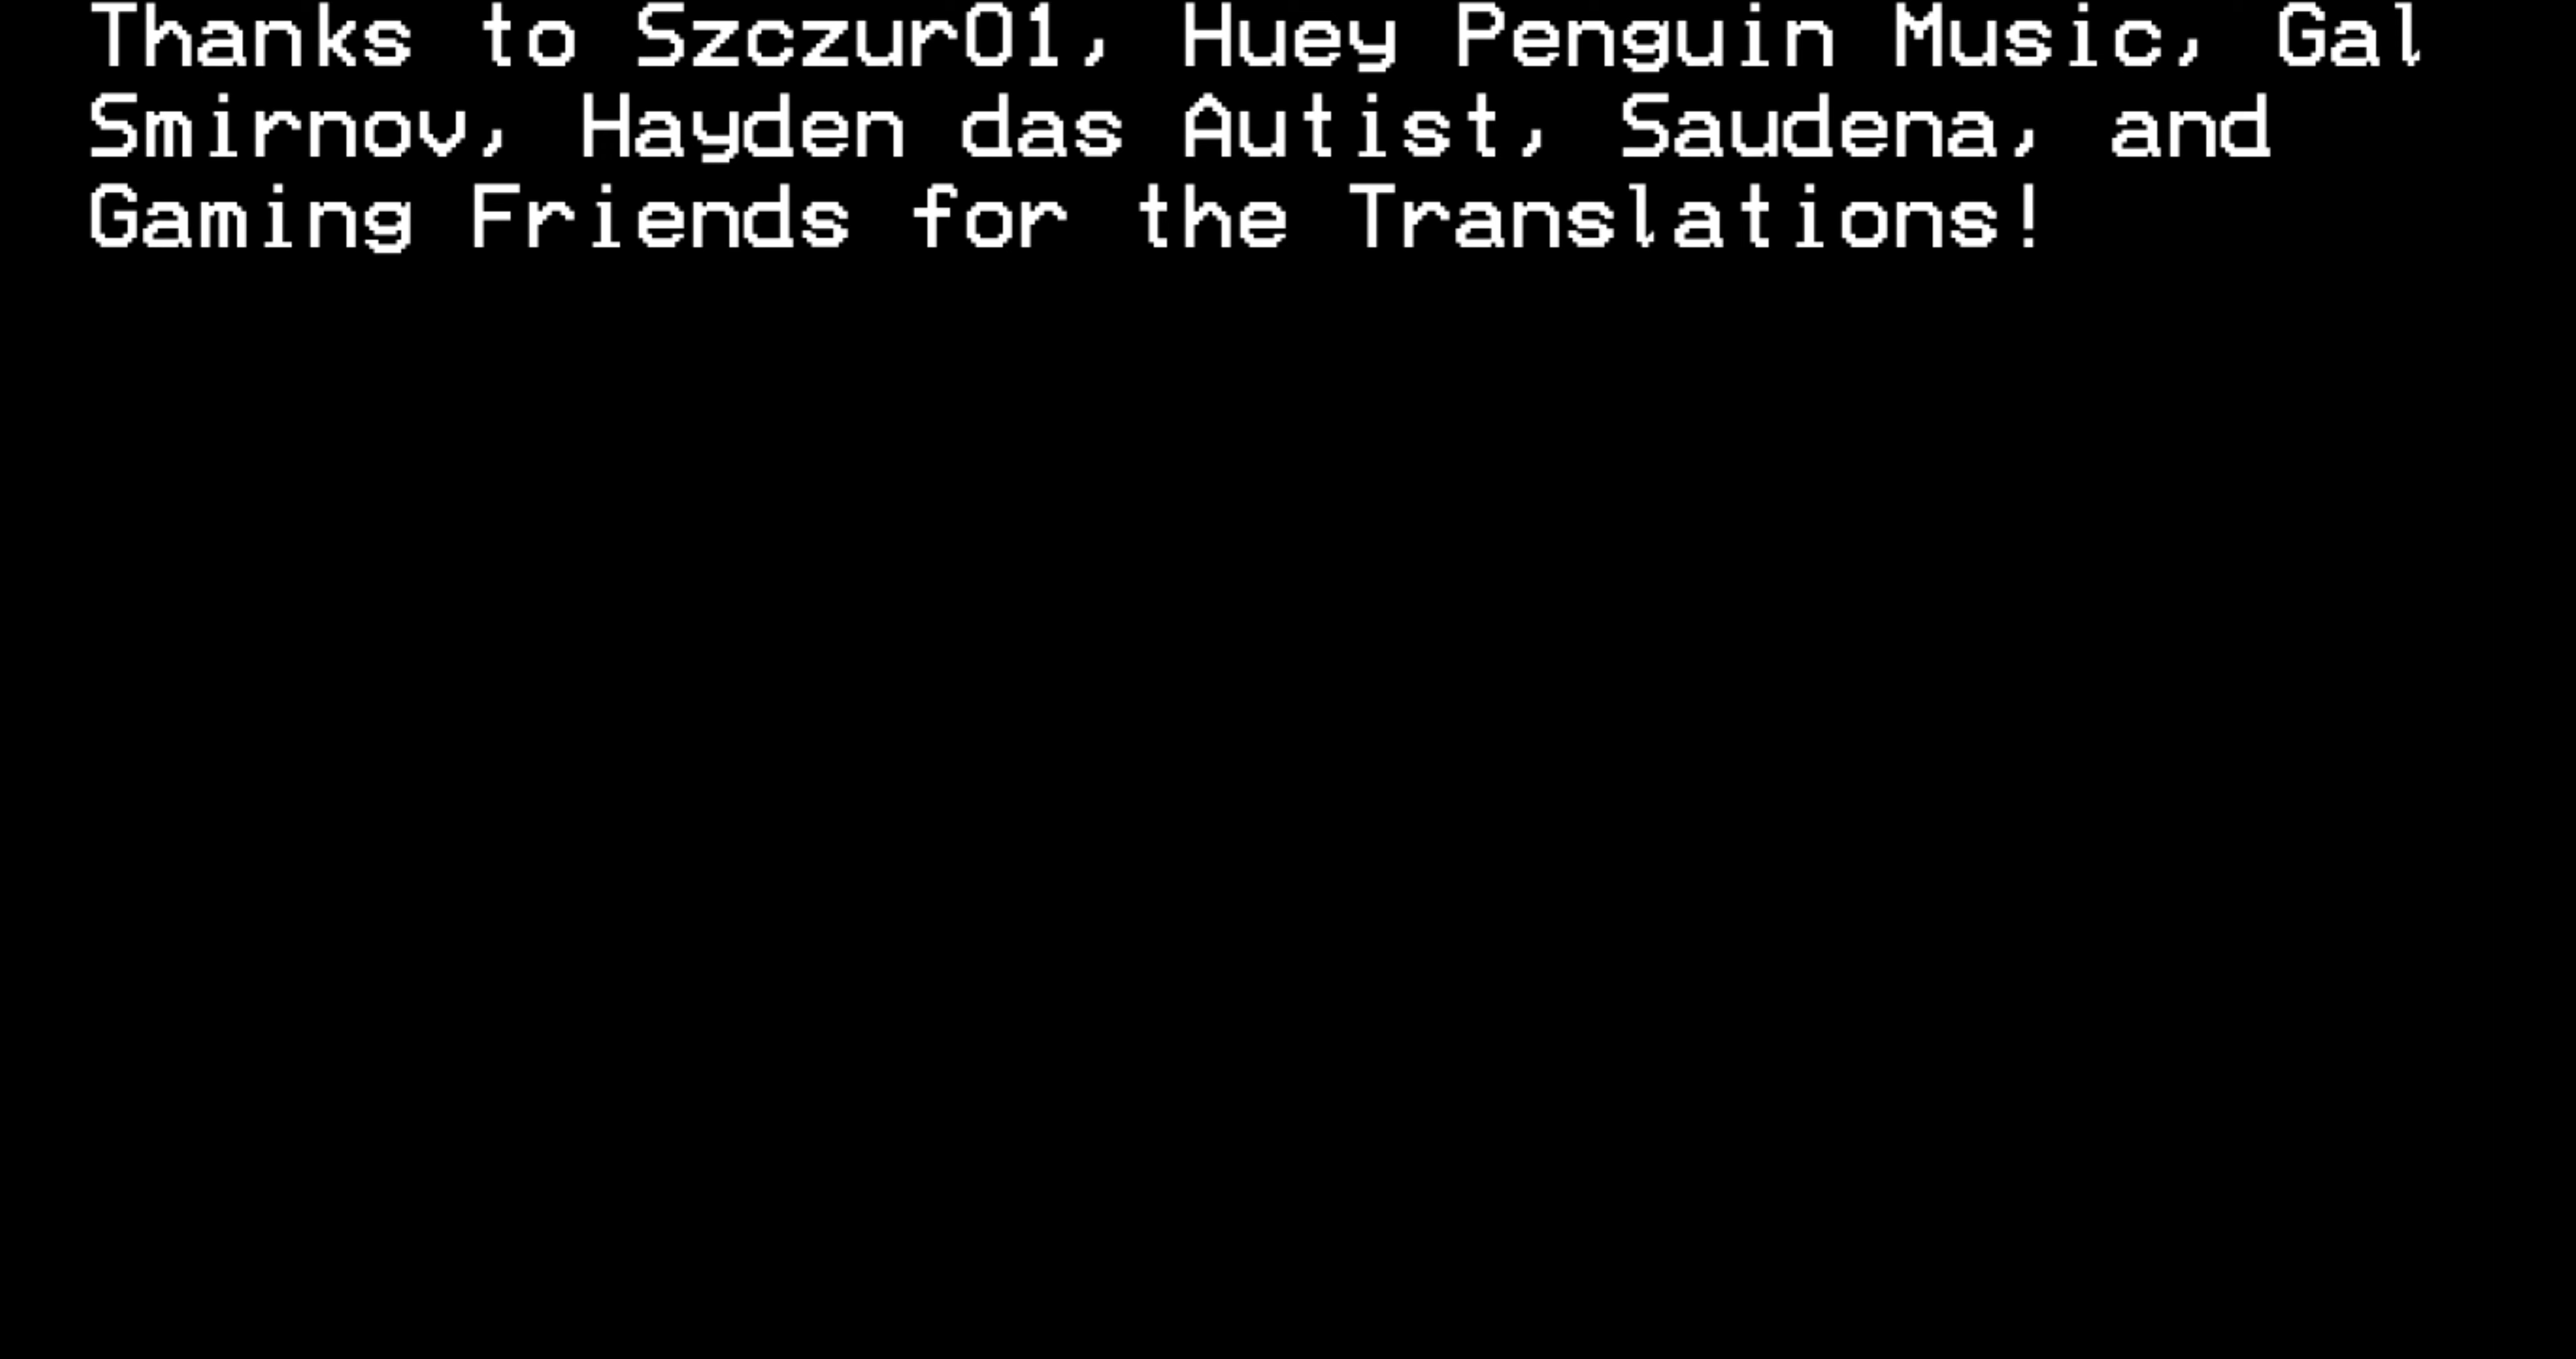 Thanks to Szczur01, Huey Penguin Music, Gal
Smirnov, Hayden das Autist, Saudena, and
Gaming Friends for the Translations!